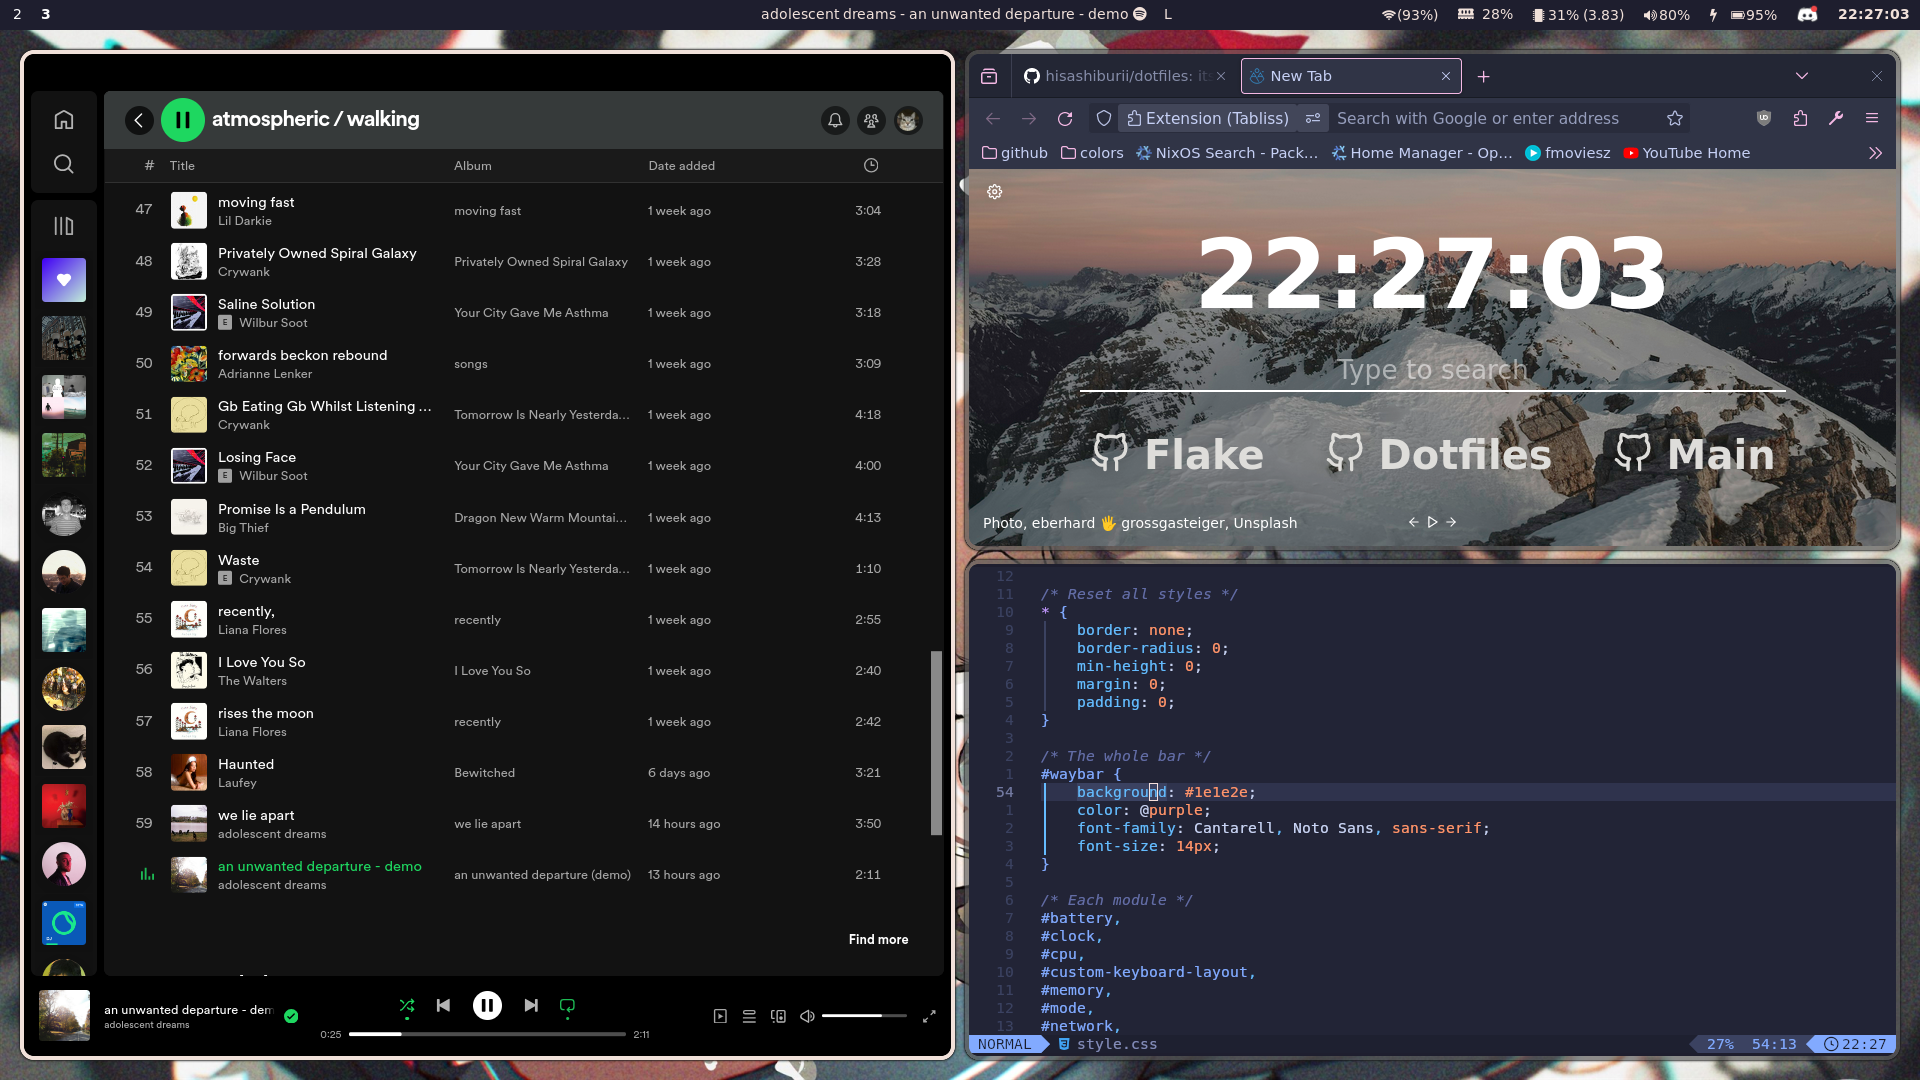 2 3 adolescent dreams - an unwanted departure - demo L (93%) 28% 31% (3.83) 80% 95% 22:27:03
atmospheric / walking
# Title Album Date added
47 moving fast moving fast 1 week ago 3:04
Lil Darkie
48 Privately Owned Spiral Galaxy Privately Owned Spiral Galaxy 1 week ago 3:28
Crywank
49 Saline Solution Your City Gave Me Asthma 1 week ago 3:18
E Wilbur Soot
50 forwards beckon rebound songs 1 week ago 3:09
Adrianne Lenker
51 Gb Eating Gb Whilst Listening ... Tomorrow Is Nearly Yesterda... 1 week ago 4:18
Crywank
52 Losing Face Your City Gave Me Asthma 1 week ago 4:00
E Wilbur Soot
53 Promise Is a Pendulum Dragon New Warm Mountai... 1 week ago 4:13
Big Thief
54 Waste Tomorrow Is Nearly Yesterda... 1 week ago 1:10
E Crywank
55 recently, recently 1 week ago 2:55
Liana Flores
56 I Love You So I Love You So 1 week ago 2:40
The Walters
57 rises the moon recently 1 week ago 2:42
Liana Flores
58 Haunted Bewitched 6 days ago 3:21
Laufey
59 we lie apart we lie apart 14 hours ago 3:50
adolescent dreams
an unwanted departure - demo an unwanted departure (demo) 13 hours ago 2:11
adolescent dreams
Find more
an unwanted departure - dem
adolescent dreams
0:25 2:11
hisashiburii/dotfiles: its New Tab
Extension (Tabliss) Search with Google or enter address
github colors NixOS Search - Pack... Home Manager - Op... fmoviesz YouTube Home
22:27:03
Type to search
Flake Dotfiles Main
Photo, eberhard 🖐 grossgasteiger, Unsplash
12
11 /* Reset all styles */
10 * {
9 border: none;
8 border-radius: 0;
7 min-height: 0;
6 margin: 0;
5 padding: 0;
4 }
3
2 /* The whole bar */
1 #waybar {
54 background: #1e1e2e;
1 color: @purple;
2 font-family: Cantarell, Noto Sans, sans-serif;
3 font-size: 14px;
4 }
5
6 /* Each module */
7 #battery,
8 #clock,
9 #cpu,
10 #custom-keyboard-layout,
11 #memory,
12 #mode,
13 #network,
NORMAL style.css 27% 54:13 22:27